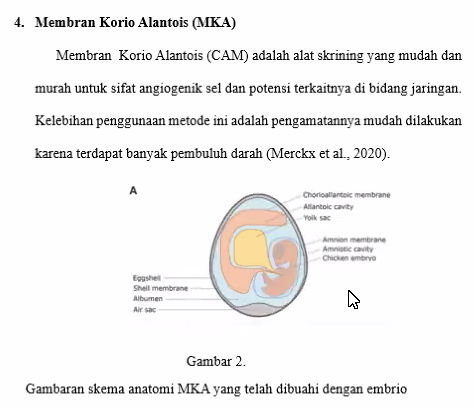 4. Membran Korio Alantois (MKA)
Membran Korio Alantois (CAM) adalah alat skrining yang mudah dan
murah untuk sifat angiogenik sel dan potensi terkaitnya di bidang jaringan.
Kelebihan penggunaan metode ini adalah pengamatannya mudah dilakukan
karena terdapat banyak pembuluh darah (Merckx et al., 2020).
A
Chorioallantoic membrane
Allantoic cavity
Yolk sac
Amnion membrane
Amniotic cavity
Chicken embryo
Eggshell
Shell membrane
Albumen
Air sac
Gambar 2.
Gambaran skema anatomi MKA yang telah dibuahi dengan embrio